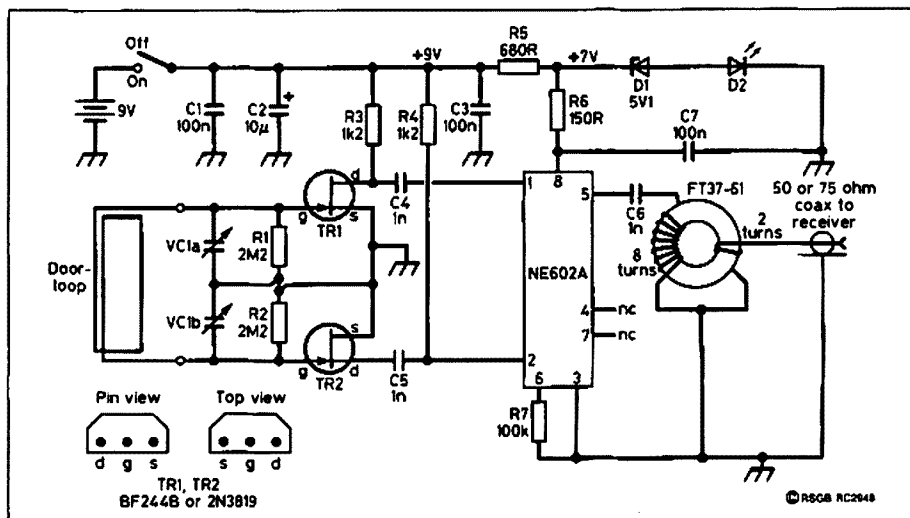 Off
On
9V
C1
100n
C2
10µ
+
R3
1k2
+9V
R4
1k2
C3
100n
R5
680R
+7V
D1
5V1
D2
R6
150R
C7
100n
d
g
s
TR1
C4
1n
1
8
5
C6
1n
FT37-61
8
turns
2
turns
50 or 75 ohm
coax to
receiver
Door-
loop
VC1a
VC1b
R1
2M2
R2
2M2
s
g
d
TR2
C5
1n
NE602A
4
nc
7
nc
2
6
3
R7
100k
Pin view
d g s
Top view
s g d
TR1, TR2
BF244B or 2N3819
© RSGB RC2948